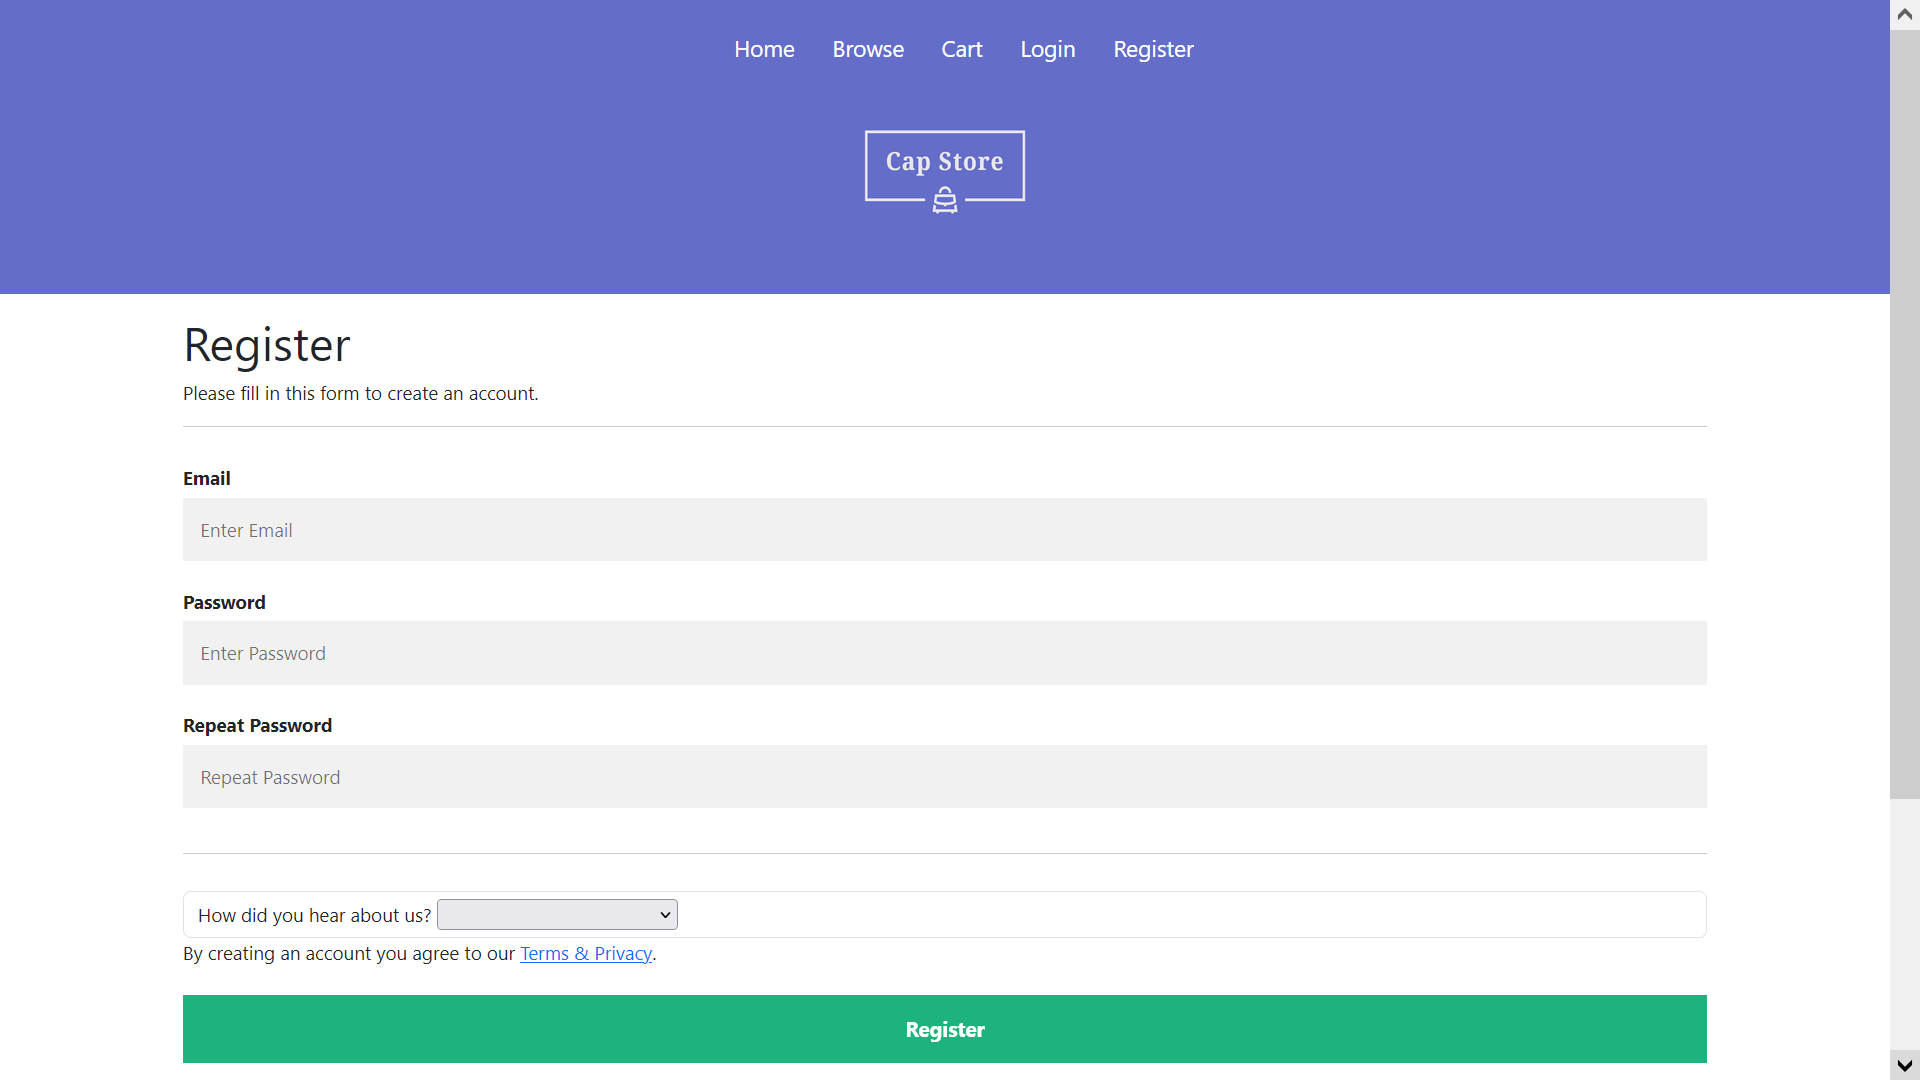 Home Browse Cart Login Register
Cap Store
Register
Please fill in this form to create an account.
Email
Enter Email
Password
Enter Password
Repeat Password
Repeat Password
How did you hear about us?
By creating an account you agree to our Terms & Privacy.
Register